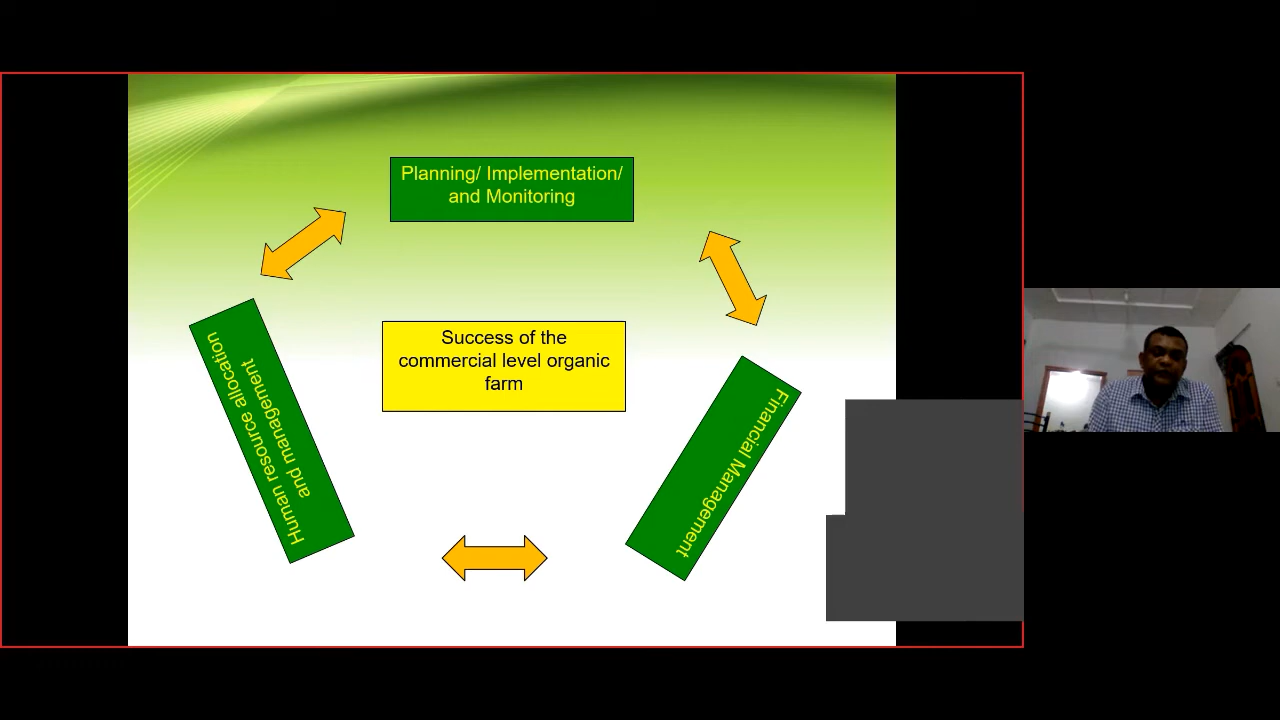 Planning/ Implementation/
and Monitoring
Success of the
commercial level organic
farm
Human resource allocation
and management
Financial Management